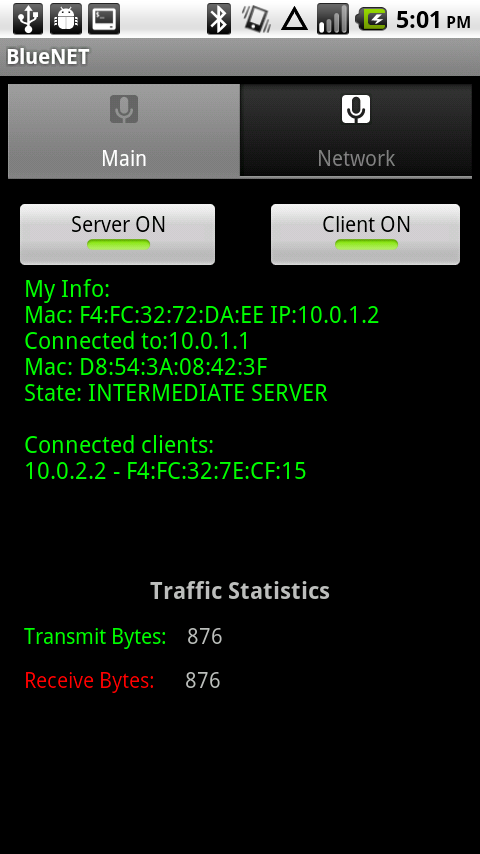 5:01 PM
BlueNET
Main
Network
Server ON
Client ON
My Info:
Mac: F4:FC:32:72:DA:EE IP:10.0.1.2
Connected to:10.0.1.1
Mac: D8:54:3A:08:42:3F
State: INTERMEDIATE SERVER
Connected clients:
10.0.2.2 - F4:FC:32:7E:CF:15
Traffic Statistics
Transmit Bytes: 876
Receive Bytes: 876